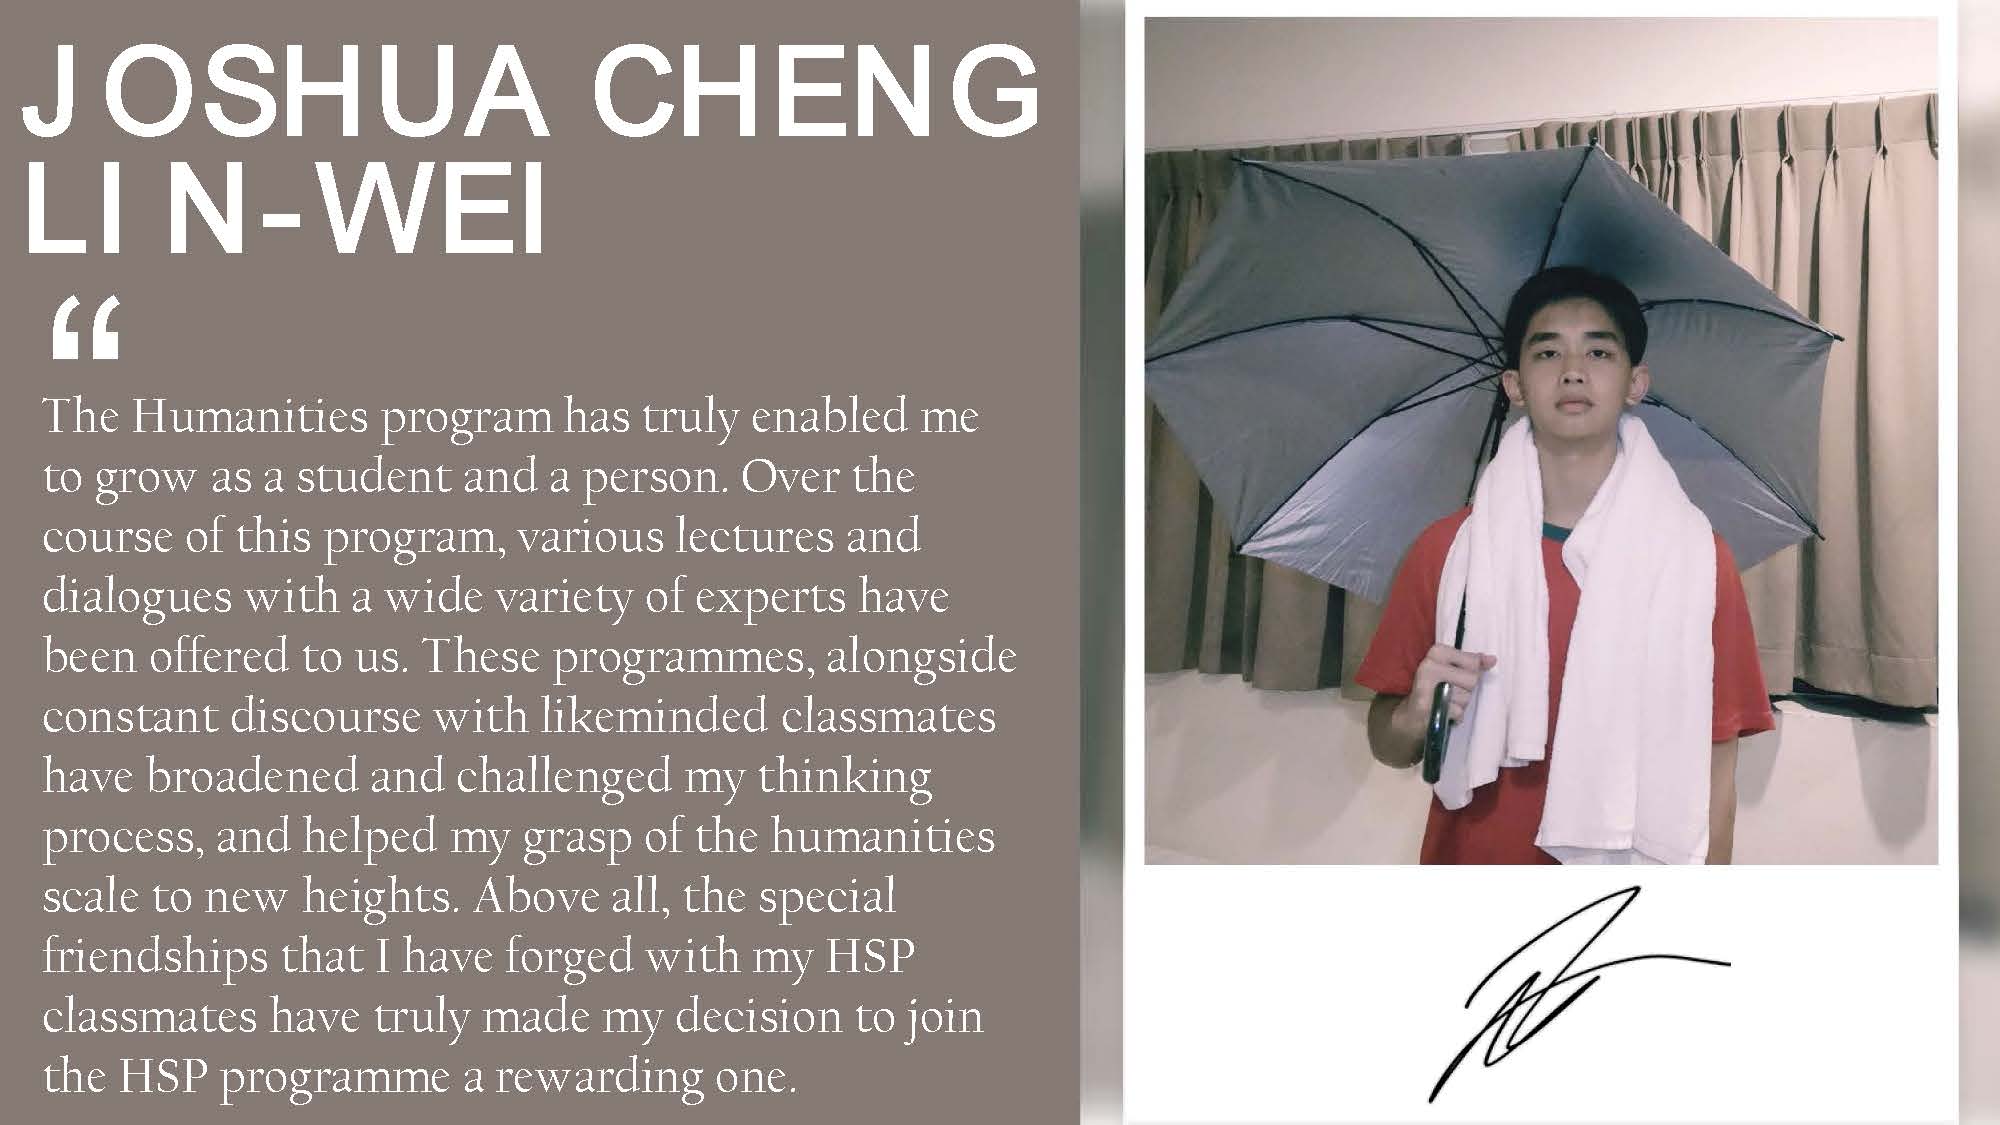 JOSHUA CHENG
LIN-WEI
“
The Humanities program has truly enabled me
to grow as a student and a person. Over the
course of this program, various lectures and
dialogues with a wide variety of experts have
been offered to us. These programmes, alongside
constant discourse with likeminded classmates
have broadened and challenged my thinking
process, and helped my grasp of the humanities
scale to new heights. Above all, the special
friendships that I have forged with my HSP
classmates have truly made my decision to join
the HSP programme a rewarding one.